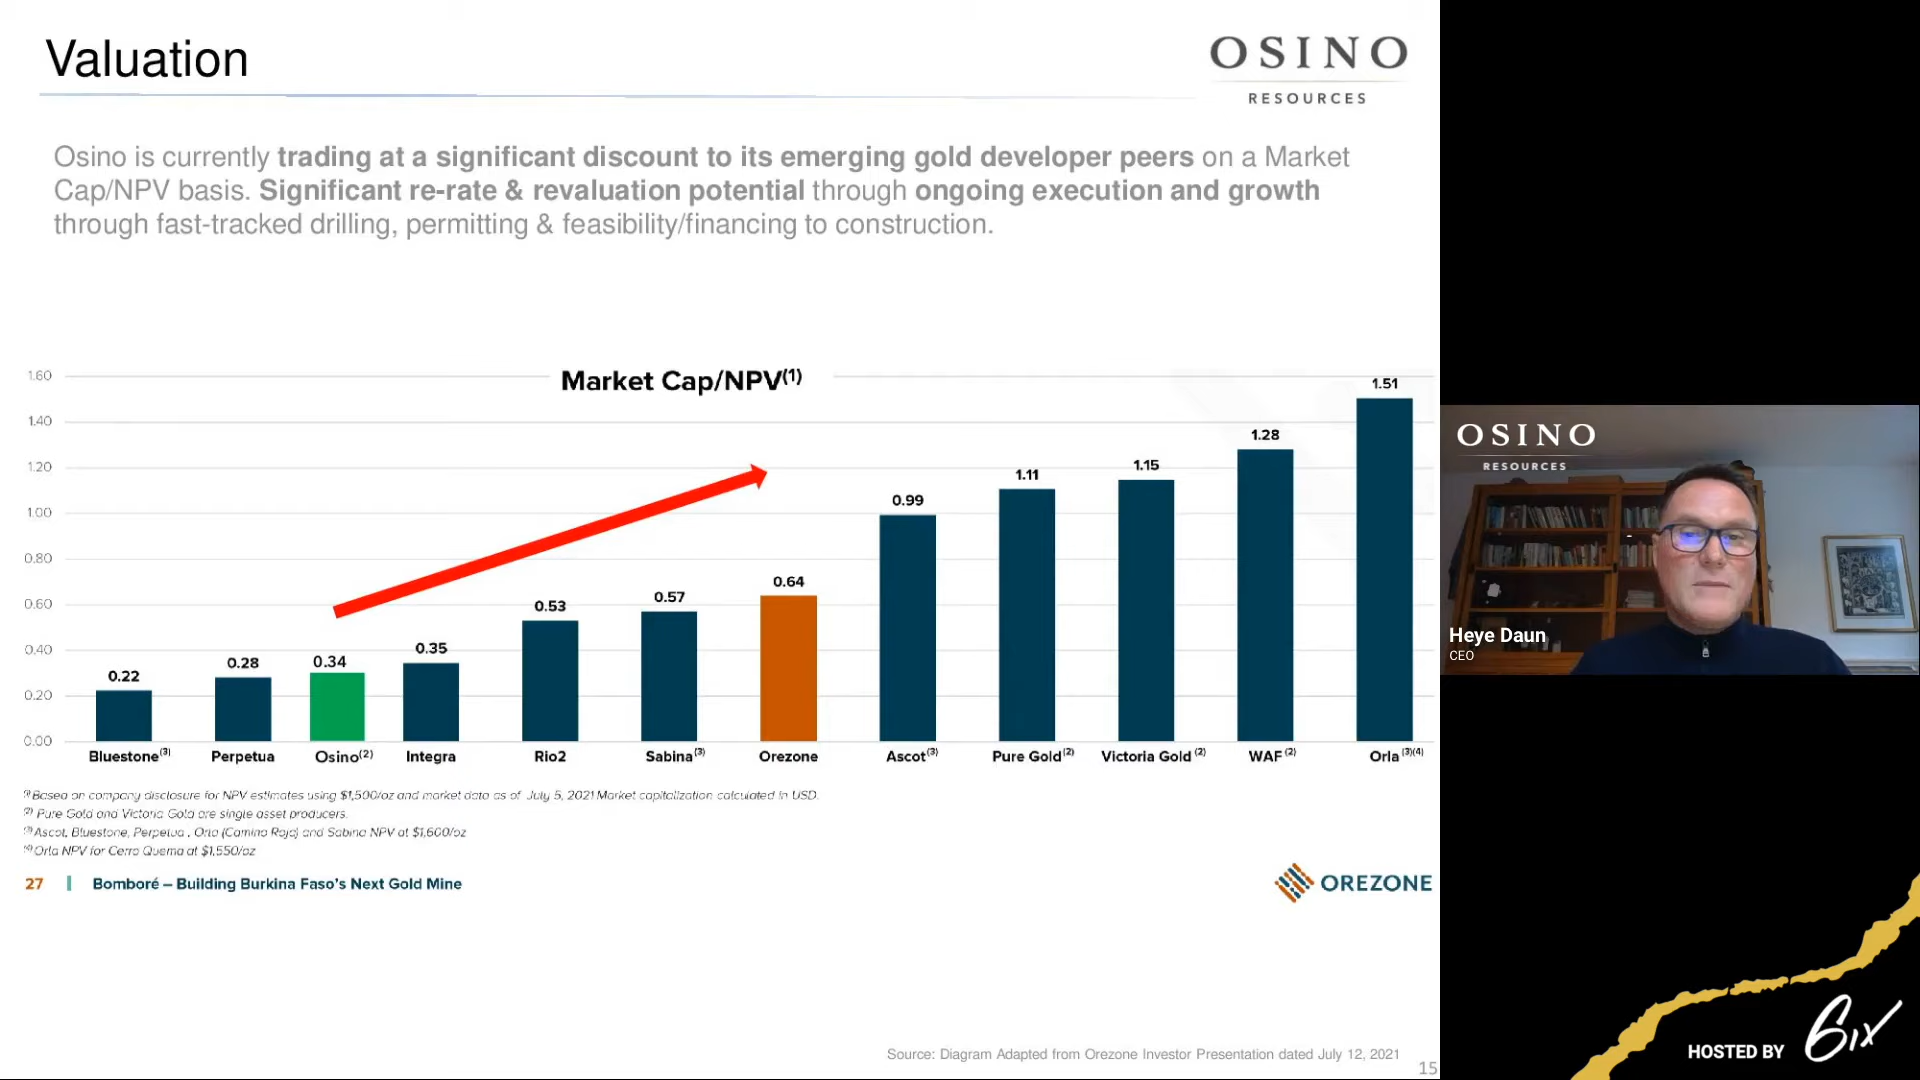 Valuation
OSINO
RESOURCES
Osino is currently trading at a significant discount to its emerging gold developer peers on a Market
Cap/NPV basis. Significant re-rate & revaluation potential through ongoing execution and growth
through fast-tracked drilling, permitting & feasibility/financing to construction.
Market Cap/NPV(1)
1.60
1.40
1.20
1.00
0.80
0.60
0.40
0.20
0.00
0.22
0.28
0.34
0.35
0.53
0.57
0.64
0.99
1.11
1.15
1.28
1.51
Bluestone(3)
Perpetua
Osino(2)
Integra
Rio2
Sabina(3)
Orezone
Ascot(3)
Pure Gold(2)
Victoria Gold (2)
WAF (2)
Orla (3)(4)
(1) Based on company disclosure for NPV estimates using $1,500/oz and market data as of July 5, 2021 Market capitalization calculated in USD.
(2) Pure Gold and Victoria Gold are single asset producers.
(3) Ascot, Bluestone, Perpetua , Orla (Camino Rojo) and Sabina NPV at $1,600/oz
(4) Orla NPV for Cerro Quema at $1,550/oz
27 | Bomboré – Building Burkina Faso's Next Gold Mine
OREZONE
Source: Diagram Adapted from Orezone Investor Presentation dated July 12, 2021
15
OSINO
RESOURCES
Heye Daun
CEO
HOSTED BY 6ix